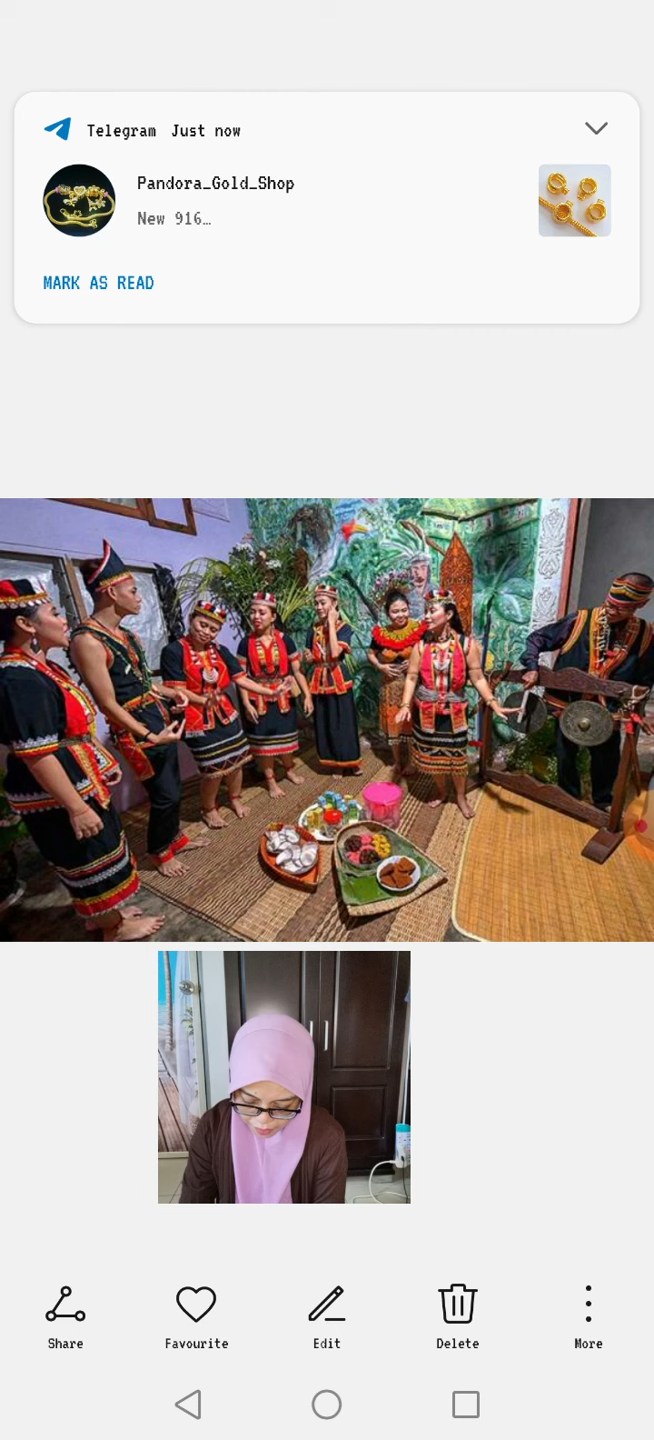 Telegram Just now
Pandora_Gold_Shop
New 916…
MARK AS READ
Share
Favourite
Edit
Delete
More